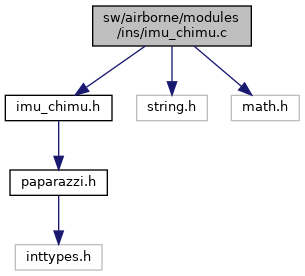 sw/airborne/modules
/ins/imu_chimu.c
imu_chimu.h
string.h
math.h
paparazzi.h
inttypes.h